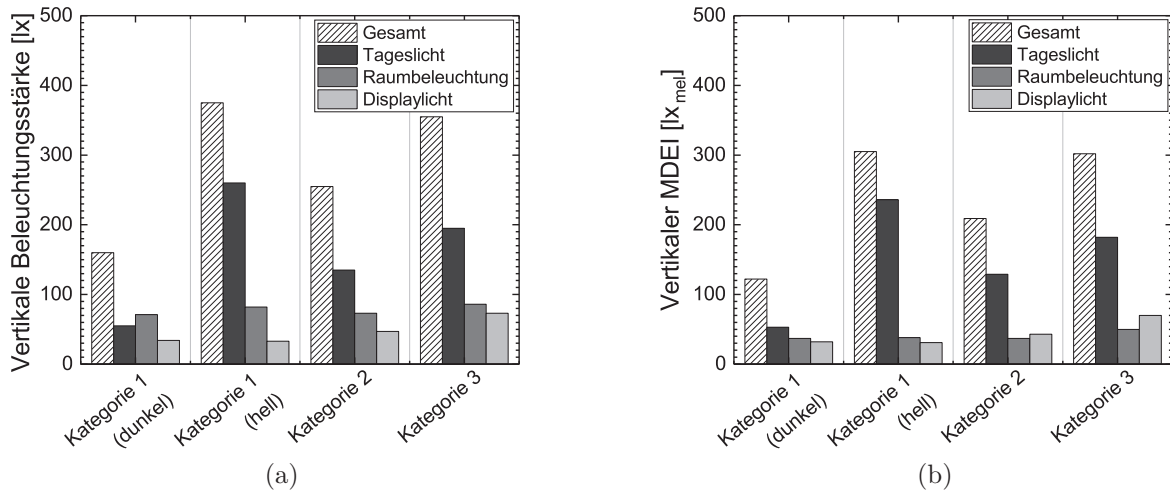 500
400
300
200
100
0
Vertikale Beleuchtungsstärke [lx]
Gesamt
Tageslicht
Raumbeleuchtung
Displaylicht
Kategorie 1
(dunkel)
Kategorie 1
(hell)
Kategorie 2
Kategorie 3
(a)
500
400
300
200
100
0
Vertikaler MDEI [lx_mel]
Gesamt
Tageslicht
Raumbeleuchtung
Displaylicht
Kategorie 1
(dunkel)
Kategorie 1
(hell)
Kategorie 2
Kategorie 3
(b)